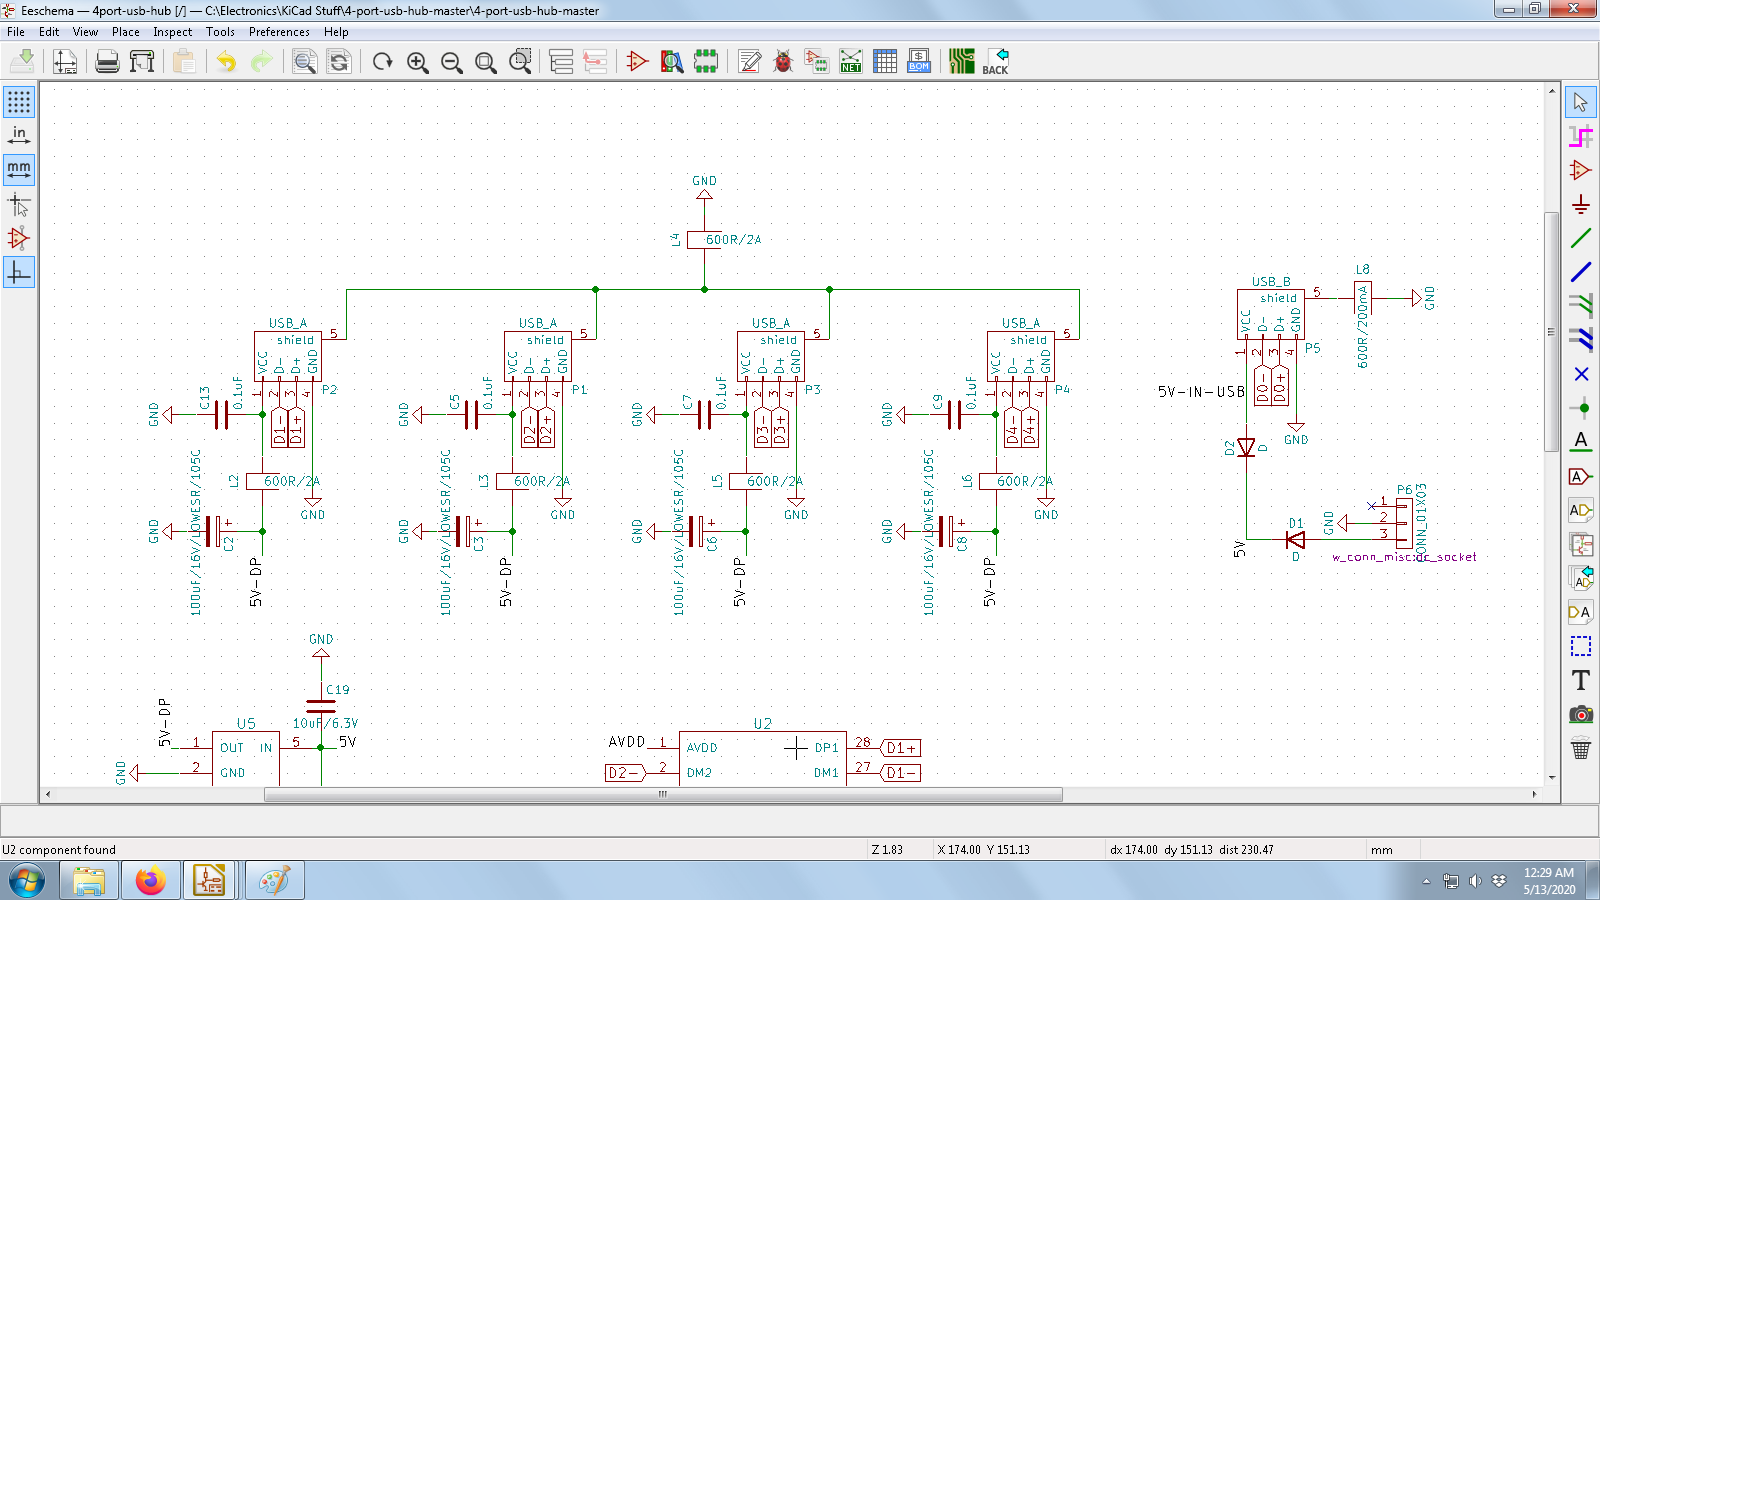 Eeschema — 4port-usb-hub [/] — C:\Electronics\KiCad Stuff\4-port-usb-hub-master\4-port-usb-hub-master
File Edit View Place Inspect Tools Preferences Help
NET
BOM
BACK
in
mm
GND
L4 600R/2A
USB_A
shield 5
VCC D- D+ GND
1 2 3 4
P2
GND C13 0.1uF
D1- D1+
L2 600R/2A
GND
GND C2 +
100uF/16V/LOWESR/105C
5V-DP
USB_A
shield 5
VCC D- D+ GND
1 2 3 4
P1
GND C5 0.1uF
D2- D2+
L3 600R/2A
GND
GND C3 +
100uF/16V/LOWESR/105C
5V-DP
USB_A
shield 5
VCC D- D+ GND
1 2 3 4
P3
GND C7 0.1uF
D3- D3+
L5 600R/2A
GND
GND C6 +
100uF/16V/LOWESR/105C
5V-DP
USB_A
shield 5
VCC D- D+ GND
1 2 3 4
P4
GND C9 0.1uF
D4- D4+
L6 600R/2A
GND
GND C8 +
100uF/16V/LOWESR/105C
5V-DP
USB_B
shield 5
VCC D- D+ GND
1 2 3 4
P5
L8
600R/200mA
GND
5V-IN-USB
D0- D0+
GND
D2 D
5V
D1
D
GND
P6
1
2
3
CONN_01X03
w_conn_misc:dc_socket
GND
C19
10uF/6.3V
5V-DP
U5
1 OUT IN 5 5V
GND 2 GND
U2
AVDD 1 AVDD DP1 28 D1+
D2- 2 DM2 DM1 27 D1-
U2 component found
Z 1.83
X 174.00 Y 151.13
dx 174.00 dy 151.13 dist 230.47
mm
12:29 AM
5/13/2020